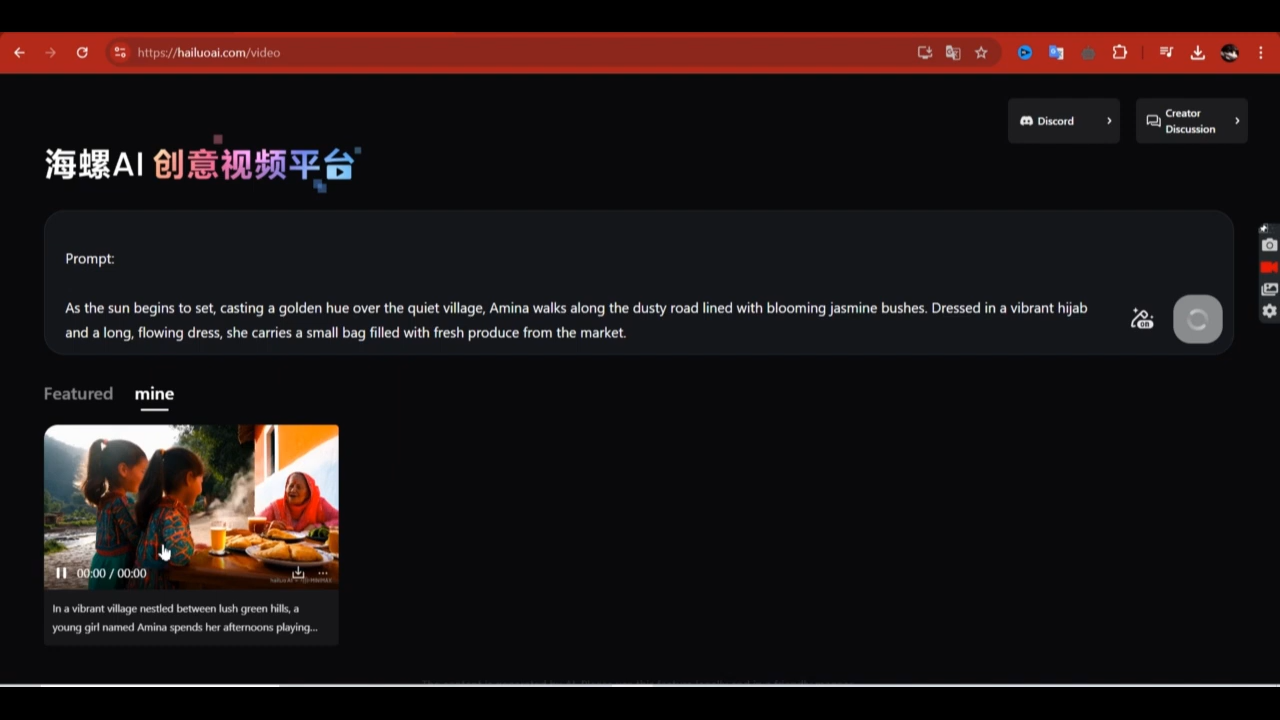 https://hailuoai.com/video
Discord
Creator
Discussion
海螺AI 创意视频平台
Prompt:
As the sun begins to set, casting a golden hue over the quiet village, Amina walks along the dusty road lined with blooming jasmine bushes. Dressed in a vibrant hijab
and a long, flowing dress, she carries a small bag filled with fresh produce from the market.
ON
Featured
mine
00:00 / 00:00
In a vibrant village nestled between lush green hills, a
young girl named Amina spends her afternoons playing...